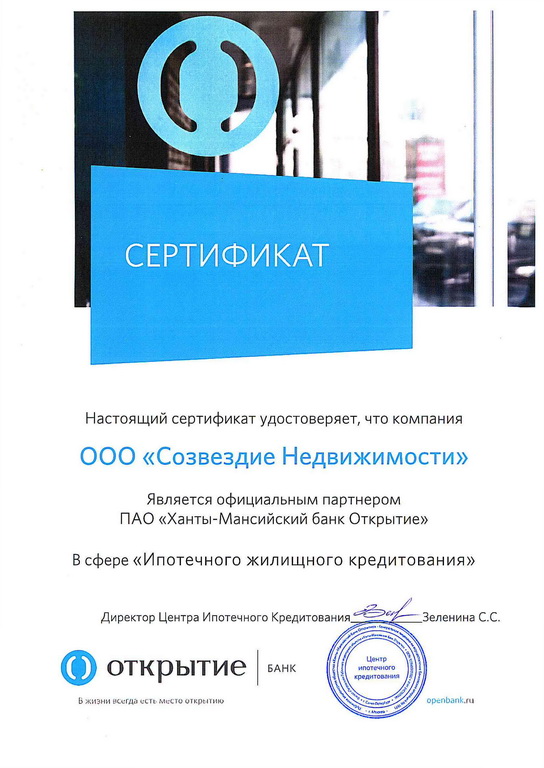 СЕРТИФИКАТ
Настоящий сертификат удостоверяет, что компания
ООО «Созвездие Недвижимости»
Является официальным партнером
ПАО «Ханты-Мансийский банк Открытие»
В сфере «Ипотечного жилищного кредитования»
Директор Центра Ипотечного Кредитования Зеленина С.С.
открытие БАНК
В жизни всегда есть место открытию
Центр
ипотечного
кредитования
openbank.ru